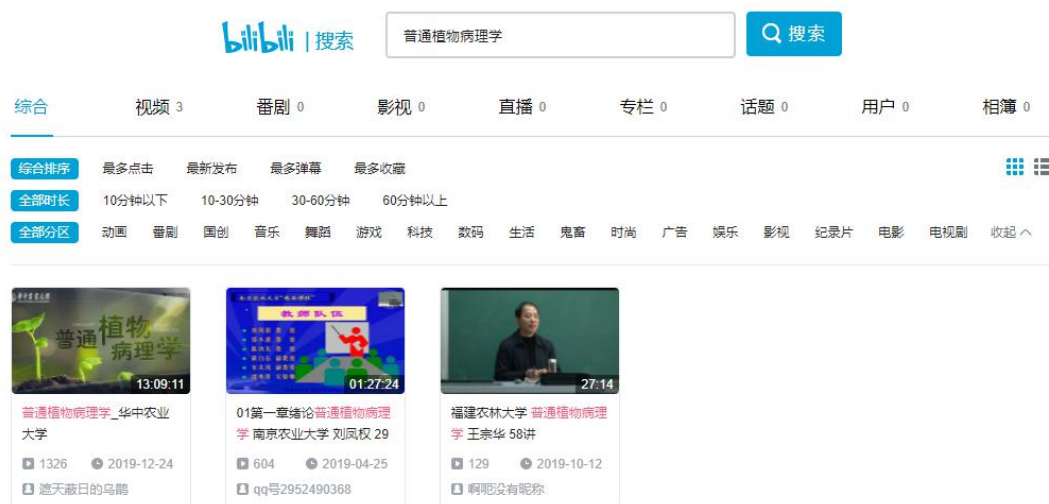 bilibili | 搜索
普通植物病理学
搜索
综合 视频 3 番剧 0 影视 0 直播 0 专栏 0 话题 0 用户 0 相簿 0
综合排序 最多点击 最新发布 最多弹幕 最多收藏
全部时长 10分钟以下 10-30分钟 30-60分钟 60分钟以上
全部分区 动画 番剧 国创 音乐 舞蹈 游戏 科技 数码 生活 鬼畜 时尚 广告 娱乐 影视 纪录片 电影 电视剧 收起
普通植物
病理学
13:09:11
教师队伍
01:27:24
27:14
普通植物病理学_华中农业
大学
1326 2019-12-24
遮天蔽日的乌鹊
01第一章绪论普通植物病理
学 南京农业大学 刘凤权 29
604 2019-04-25
qq号2952490368
福建农林大学 普通植物病理
学 王宗华 58讲
129 2019-10-12
啊呃没有昵称